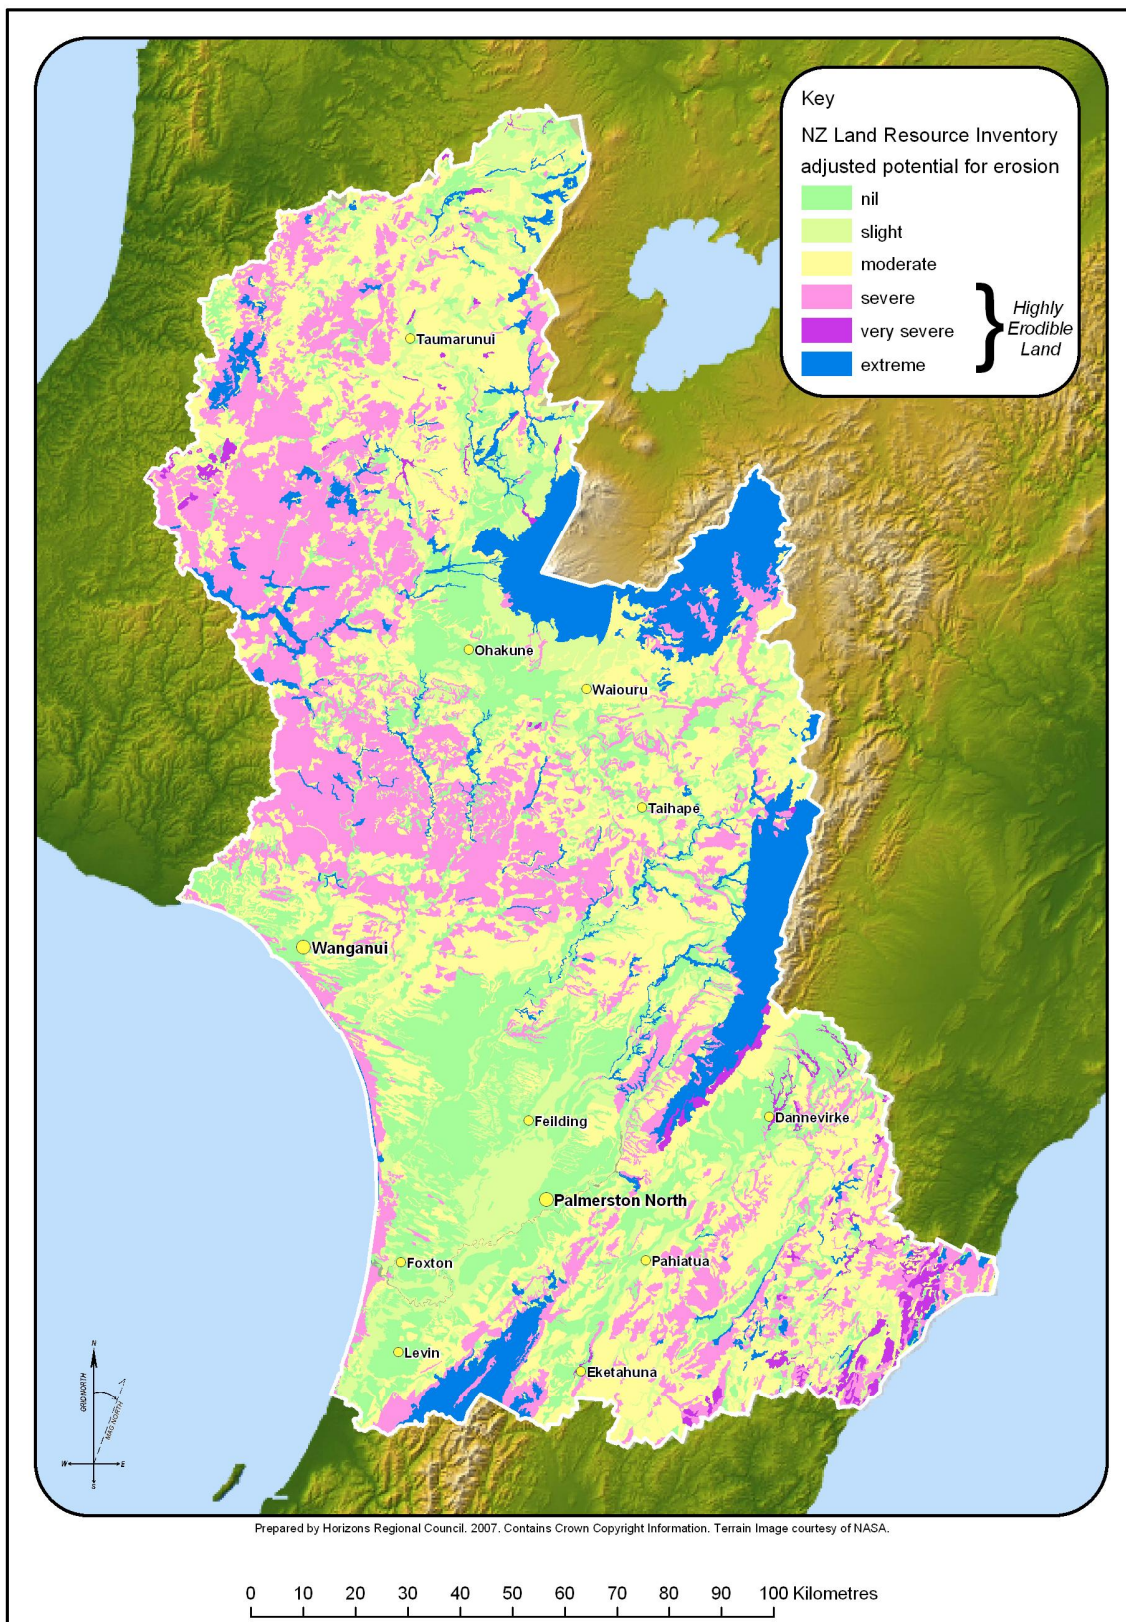 Key
NZ Land Resource Inventory
adjusted potential for erosion
nil
slight
moderate
severe
very severe
extreme
} Highly
Erodible
Land
Taumarunui
Ohakune
Waiouru
Taihape
Wanganui
Feilding
Dannevirke
Palmerston North
Foxton
Pahiatua
Levin
Eketahuna
N
GRIDNORTH
MAG NORTH
W
E
S
Prepared by Horizons Regional Council. 2007. Contains Crown Copyright Information. Terrain Image courtesy of NASA.
0 10 20 30 40 50 60 70 80 90 100 Kilometres